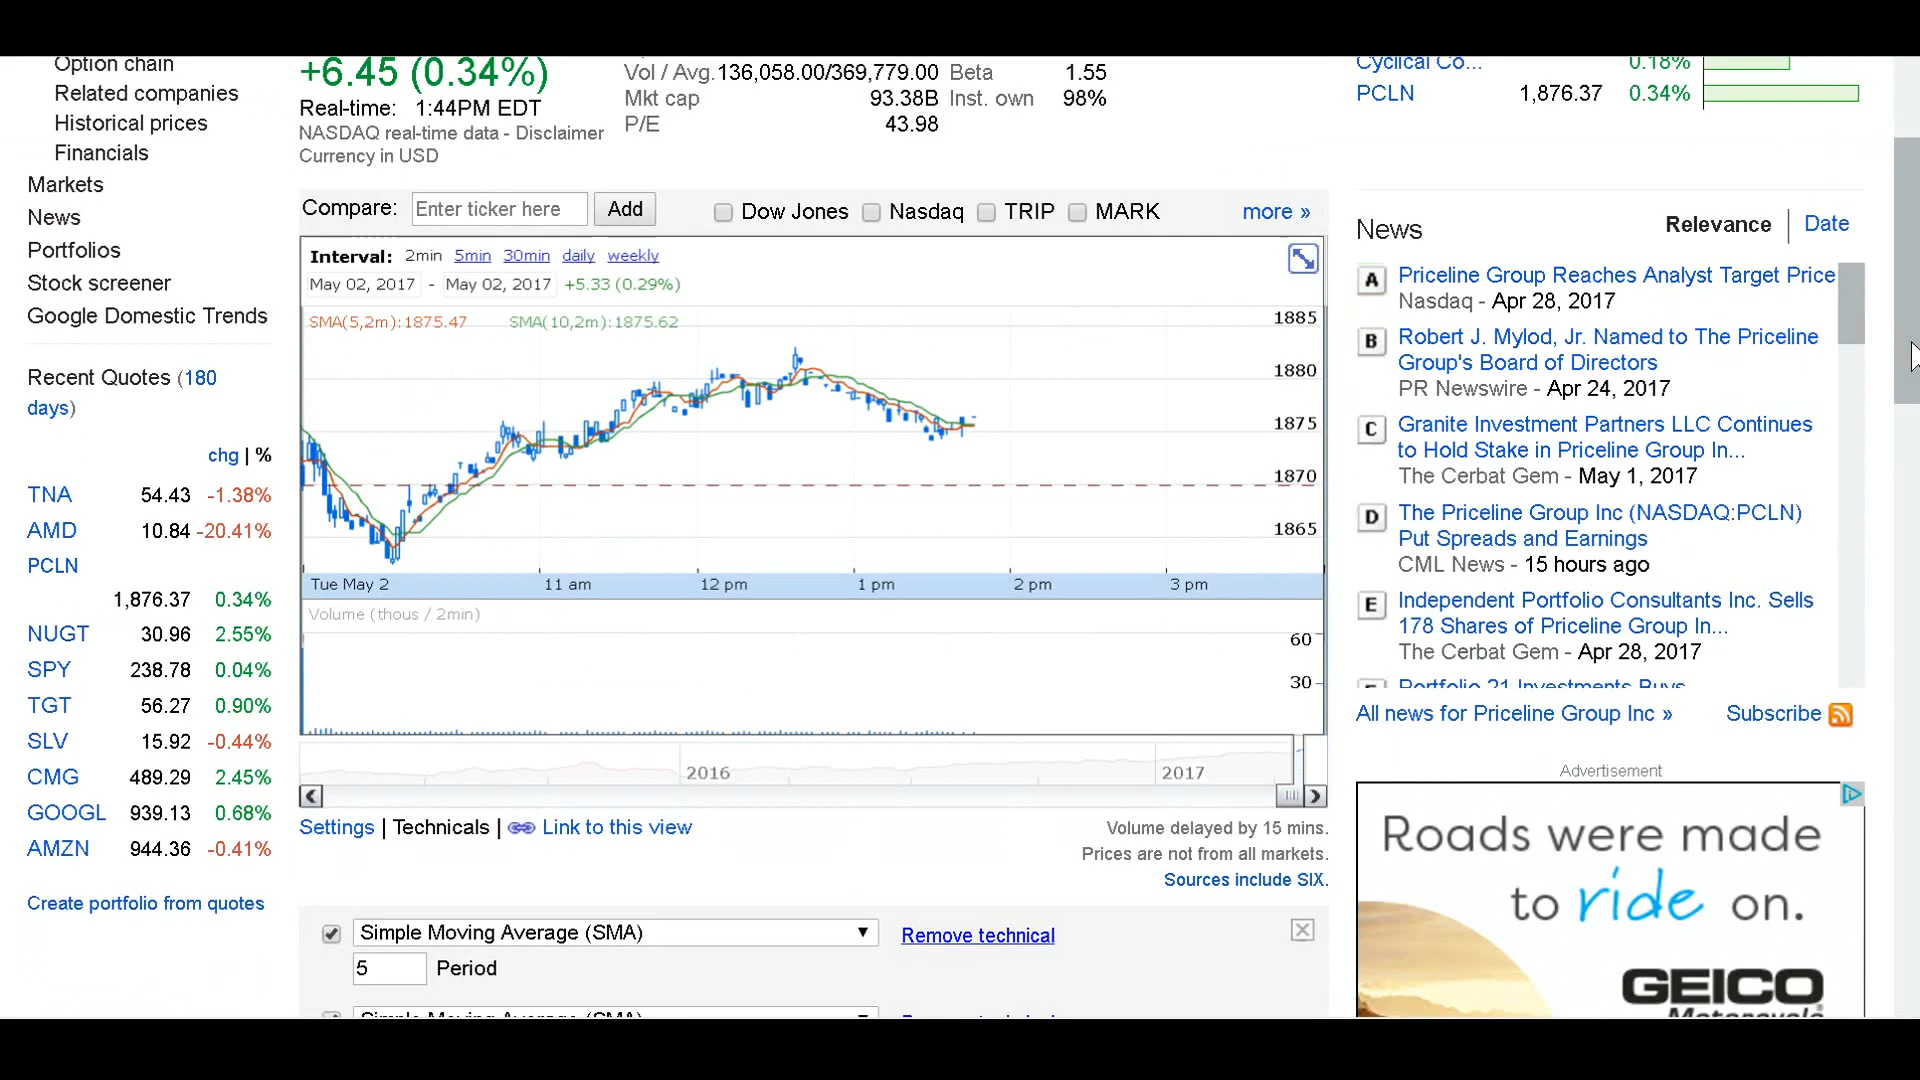 Option chain
Related companies
Historical prices
Financials
Markets
News
Portfolios
Stock screener
Google Domestic Trends
Recent Quotes (180
days)
chg | %
TNA 54.43 -1.38%
AMD 10.84 -20.41%
PCLN
1,876.37 0.34%
NUGT 30.96 2.55%
SPY 238.78 0.04%
TGT 56.27 0.90%
SLV 15.92 -0.44%
CMG 489.29 2.45%
GOOGL 939.13 0.68%
AMZN 944.36 -0.41%
Create portfolio from quotes
+6.45 (0.34%)
Real-time: 1:44PM EDT
NASDAQ real-time data - Disclaimer
Currency in USD
Vol / Avg. 136,058.00/369,779.00 Beta 1.55
Mkt cap 93.38B Inst. own 98%
P/E 43.98
Compare: Enter ticker here Add Dow Jones Nasdaq TRIP MARK more »
Interval: 2min 5min 30min daily weekly
May 02, 2017 - May 02, 2017 +5.33 (0.29%)
SMA(5,2m):1875.47 SMA(10,2m):1875.62
1885
1880
1875
1870
1865
Tue May 2 11 am 12 pm 1 pm 2 pm 3 pm
Volume (thous / 2min)
60
30
2016 2017
Settings | Technicals | Link to this view
Volume delayed by 15 mins.
Prices are not from all markets.
Sources include SIX.
Simple Moving Average (SMA) Remove technical
5 Period
Simple Moving Average (SMA)
Cyclical Co... 0.18%
PCLN 1,876.37 0.34%
News Relevance | Date
A Priceline Group Reaches Analyst Target Price
Nasdaq - Apr 28, 2017
B Robert J. Mylod, Jr. Named to The Priceline
Group's Board of Directors
PR Newswire - Apr 24, 2017
C Granite Investment Partners LLC Continues
to Hold Stake in Priceline Group In...
The Cerbat Gem - May 1, 2017
D The Priceline Group Inc (NASDAQ:PCLN)
Put Spreads and Earnings
CML News - 15 hours ago
E Independent Portfolio Consultants Inc. Sells
178 Shares of Priceline Group In...
The Cerbat Gem - Apr 28, 2017
Portfolio 21 Investments Buys
All news for Priceline Group Inc » Subscribe
Advertisement
Roads were made
to ride on.
GEICO
Motorcycle